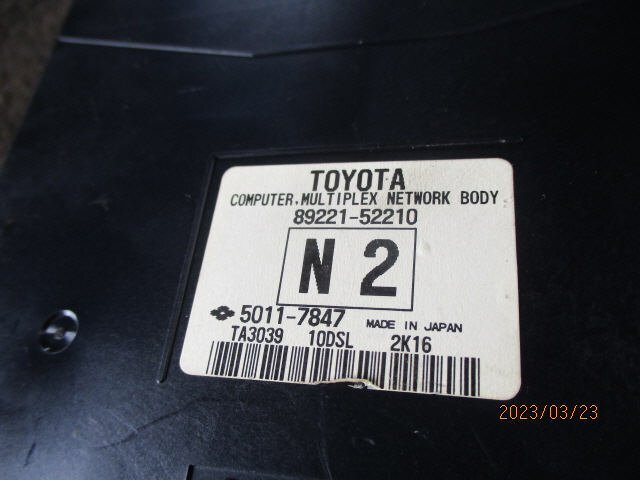 TOYOTA
COMPUTER, MULTIPLEX NETWORK BODY
89221-52210
N 2
5011-7847 MADE IN JAPAN
TA3039 10DSL 2K16
2023/03/23